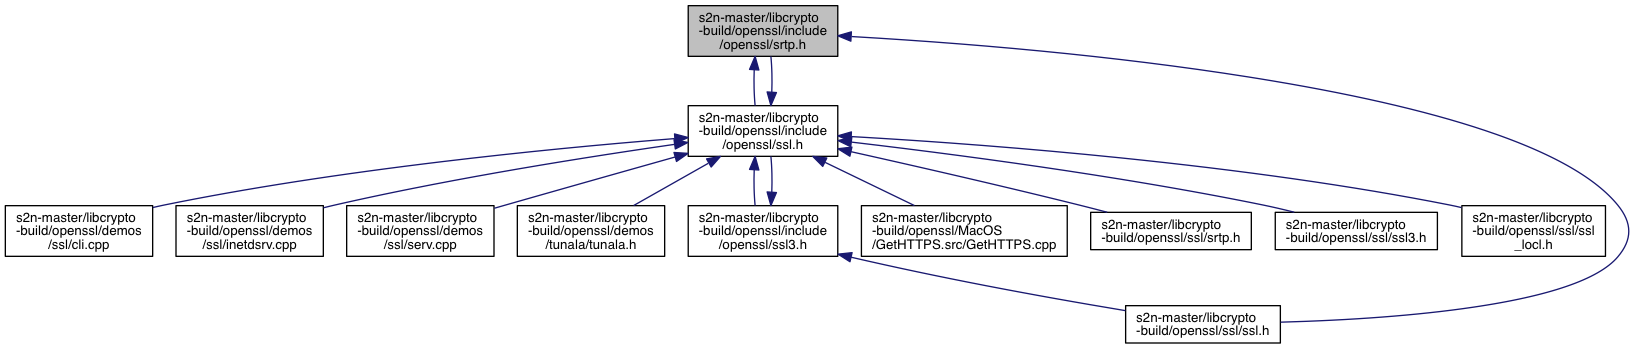 s2n-master/libcrypto
-build/openssl/include
/openssl/srtp.h
s2n-master/libcrypto
-build/openssl/include
/openssl/ssl.h
s2n-master/libcrypto
-build/openssl/demos
/ssl/cli.cpp
s2n-master/libcrypto
-build/openssl/demos
/ssl/inetdsrv.cpp
s2n-master/libcrypto
-build/openssl/demos
/ssl/serv.cpp
s2n-master/libcrypto
-build/openssl/demos
/tunala/tunala.h
s2n-master/libcrypto
-build/openssl/include
/openssl/ssl3.h
s2n-master/libcrypto
-build/openssl/MacOS
/GetHTTPS.src/GetHTTPS.cpp
s2n-master/libcrypto
-build/openssl/ssl/srtp.h
s2n-master/libcrypto
-build/openssl/ssl/ssl3.h
s2n-master/libcrypto
-build/openssl/ssl/ssl
_locl.h
s2n-master/libcrypto
-build/openssl/ssl/ssl.h